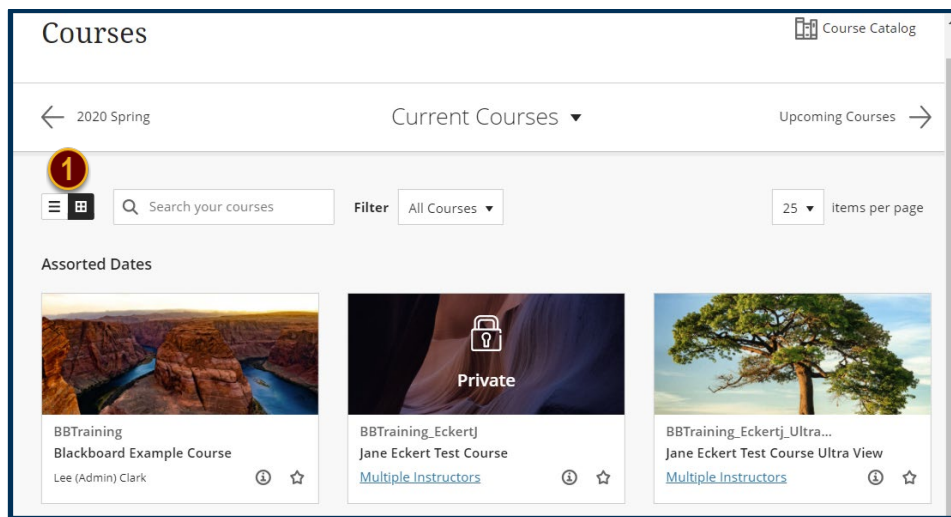 Courses
Course Catalog
2020 Spring
Current Courses
Upcoming Courses
1
Search your courses
Filter
All Courses
25
items per page
Assorted Dates
Private
BBTraining
Blackboard Example Course
Lee (Admin) Clark
BBTraining_EckertJ
Jane Eckert Test Course
Multiple Instructors
BBTraining_Eckertj_Ultra...
Jane Eckert Test Course Ultra View
Multiple Instructors